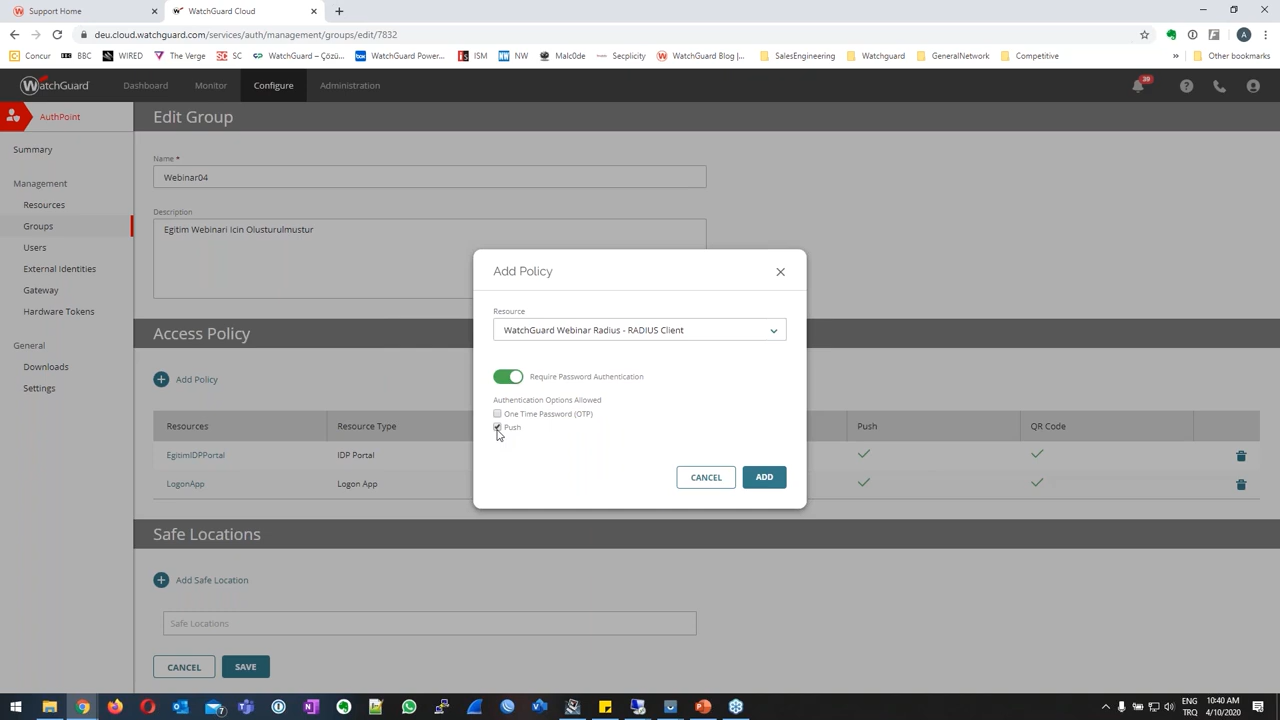 Support Home
WatchGuard Cloud
deu.cloud.watchguard.com/services/auth/management/groups/edit/7832
Concur
BBC
WIRED
The Verge
SC
WatchGuard – Çözü...
WatchGuard Power...
ISM
NW
Malc0de
Secplicity
WatchGuard Blog |...
SalesEngineering
Watchguard
GeneralNetwork
Competitive
»
Other bookmarks
WatchGuard
Dashboard
Monitor
Configure
Administration
39
AuthPoint
Summary
Management
Resources
Groups
Users
External Identities
Gateway
Hardware Tokens
General
Downloads
Settings
Edit Group
Name *
Webinar04
Description
Egitim Webinari icin Olusturulmustur
Access Policy
Add Policy
Resources
Resource Type
Push
QR Code
EgitimIDPPortal
IDP Portal
LogonApp
Logon App
Safe Locations
Add Safe Location
Safe Locations
CANCEL
SAVE
Add Policy
Resource
WatchGuard Webinar Radius - RADIUS Client
Require Password Authentication
Authentication Options Allowed
One Time Password (OTP)
Push
CANCEL
ADD
ENG
TRQ
10:40 AM
4/10/2020